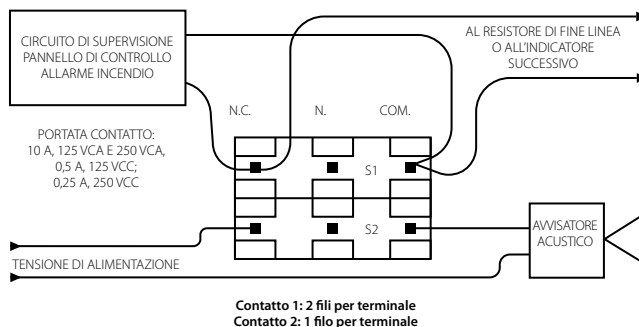 CIRCUITO DI SUPERVISIONE
PANNELLO DI CONTROLLO
ALLARME INCENDIO
AL RESISTORE DI FINE LINEA
O ALL'INDICATORE
SUCCESSIVO
N.C. N. COM.
PORTATA CONTATTO:
10 A, 125 VCA E 250 VCA,
0,5 A, 125 VCC;
0,25 A, 250 VCC
S1
S2
AVVISATORE
ACUSTICO
TENSIONE DI ALIMENTAZIONE
Contatto 1: 2 fili per terminale
Contatto 2: 1 filo per terminale